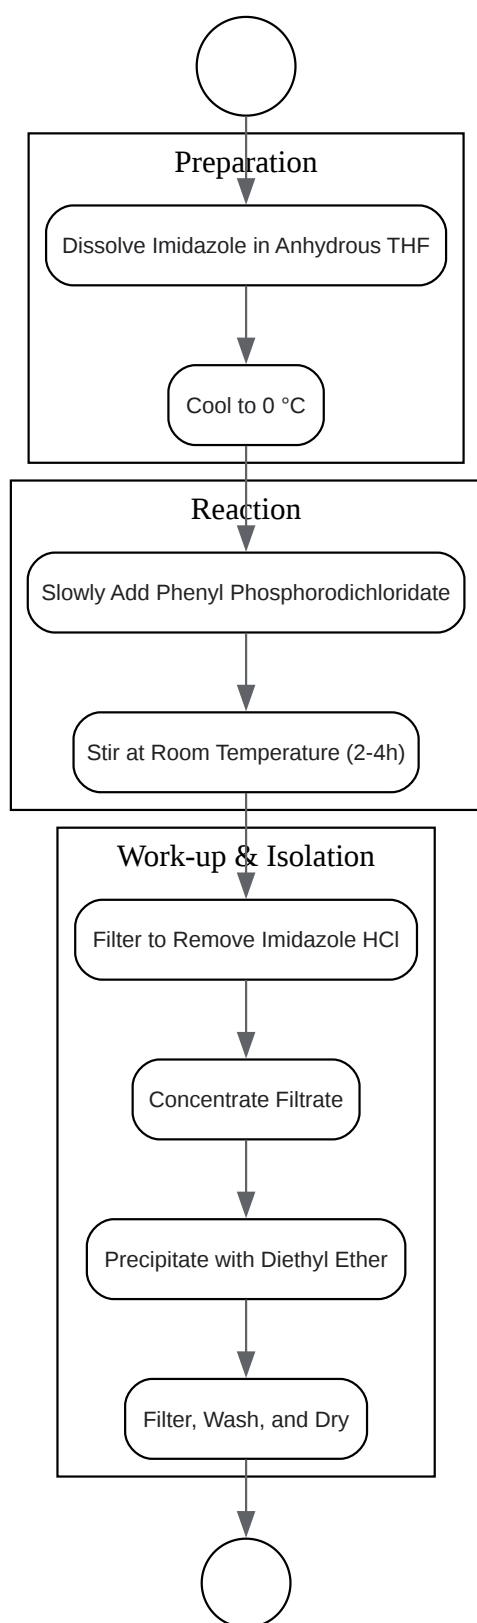 Preparation
Dissolve Imidazole in Anhydrous THF
Cool to 0 °C
Reaction
Slowly Add Phenyl Phosphorodichloridate
Stir at Room Temperature (2-4h)
Work-up & Isolation
Filter to Remove Imidazole HCl
Concentrate Filtrate
Precipitate with Diethyl Ether
Filter, Wash, and Dry